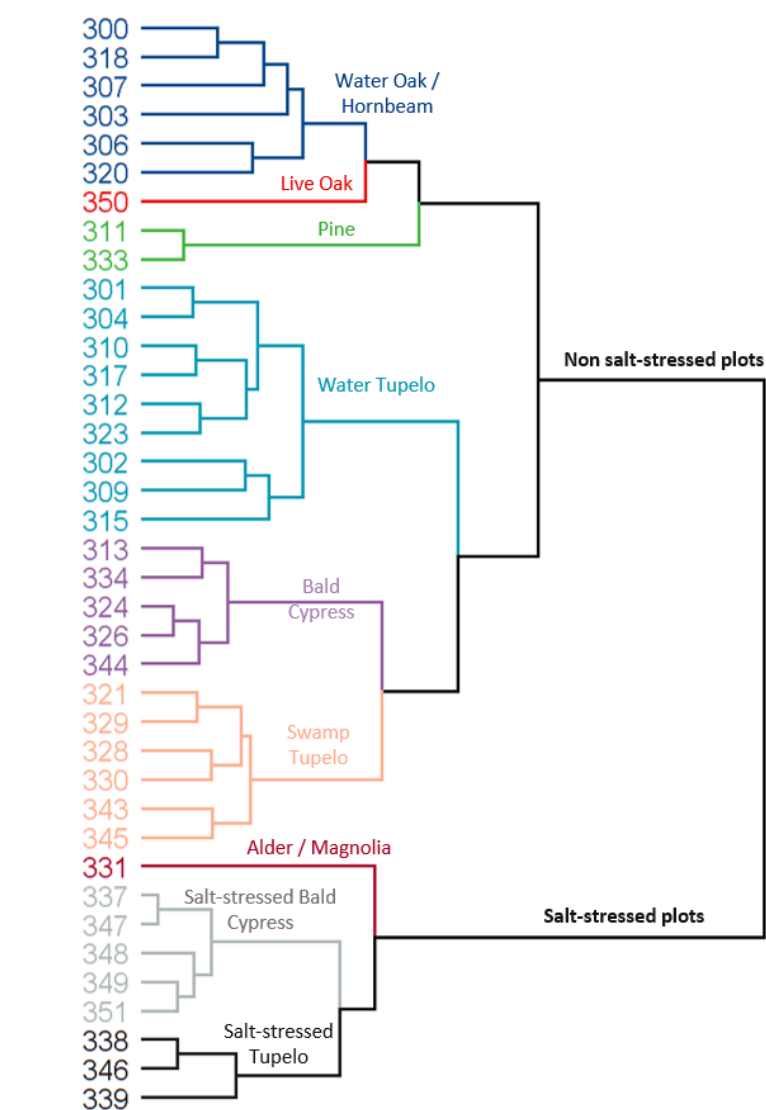 300
318
307
Water Oak /
Hornbeam
303
306
320
Live Oak
350
311
Pine
333
301
304
310
Non salt-stressed plots
317
Water Tupelo
312
323
302
309
315
313
334
Bald
Cypress
324
326
344
321
329
Swamp
Tupelo
328
330
343
345
Alder / Magnolia
331
337
Salt-stressed Bald
Cypress
347
Salt-stressed plots
348
349
351
Salt-stressed
Tupelo
338
346
339